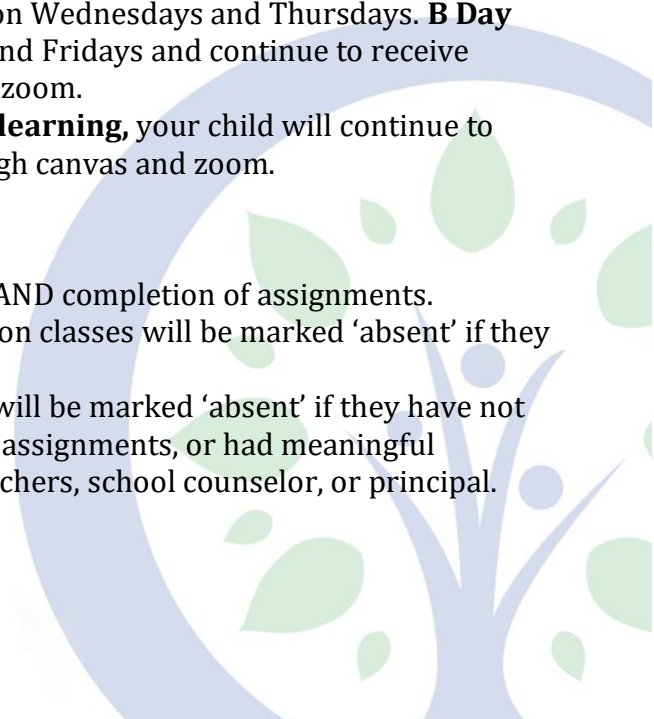 on Wednesdays and Thursdays. B Day
nd Fridays and continue to receive
zoom.
learning, your child will continue to
gh canvas and zoom.
AND completion of assignments.
on classes will be marked ‘absent’ if they
will be marked ‘absent’ if they have not
assignments, or had meaningful
chers, school counselor, or principal.